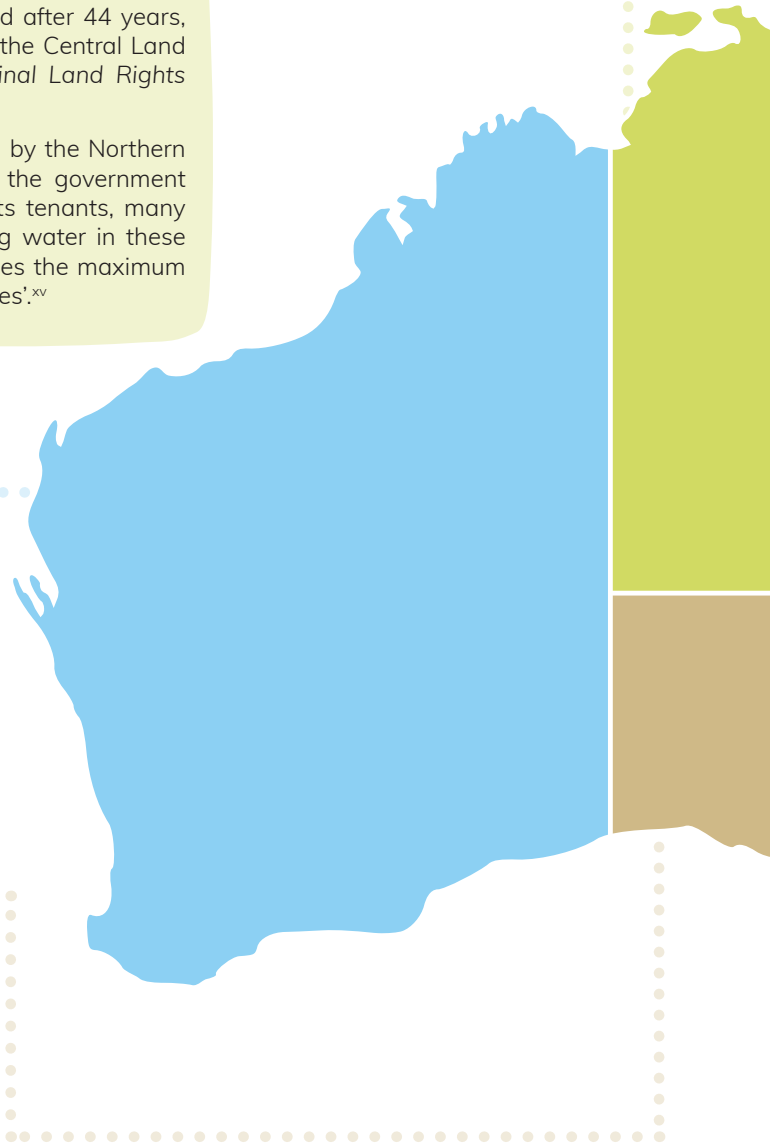 d after 44 years,
the Central Land
inal Land Rights
by the Northern
the government
ts tenants, many
g water in these
es the maximum
es’.xv